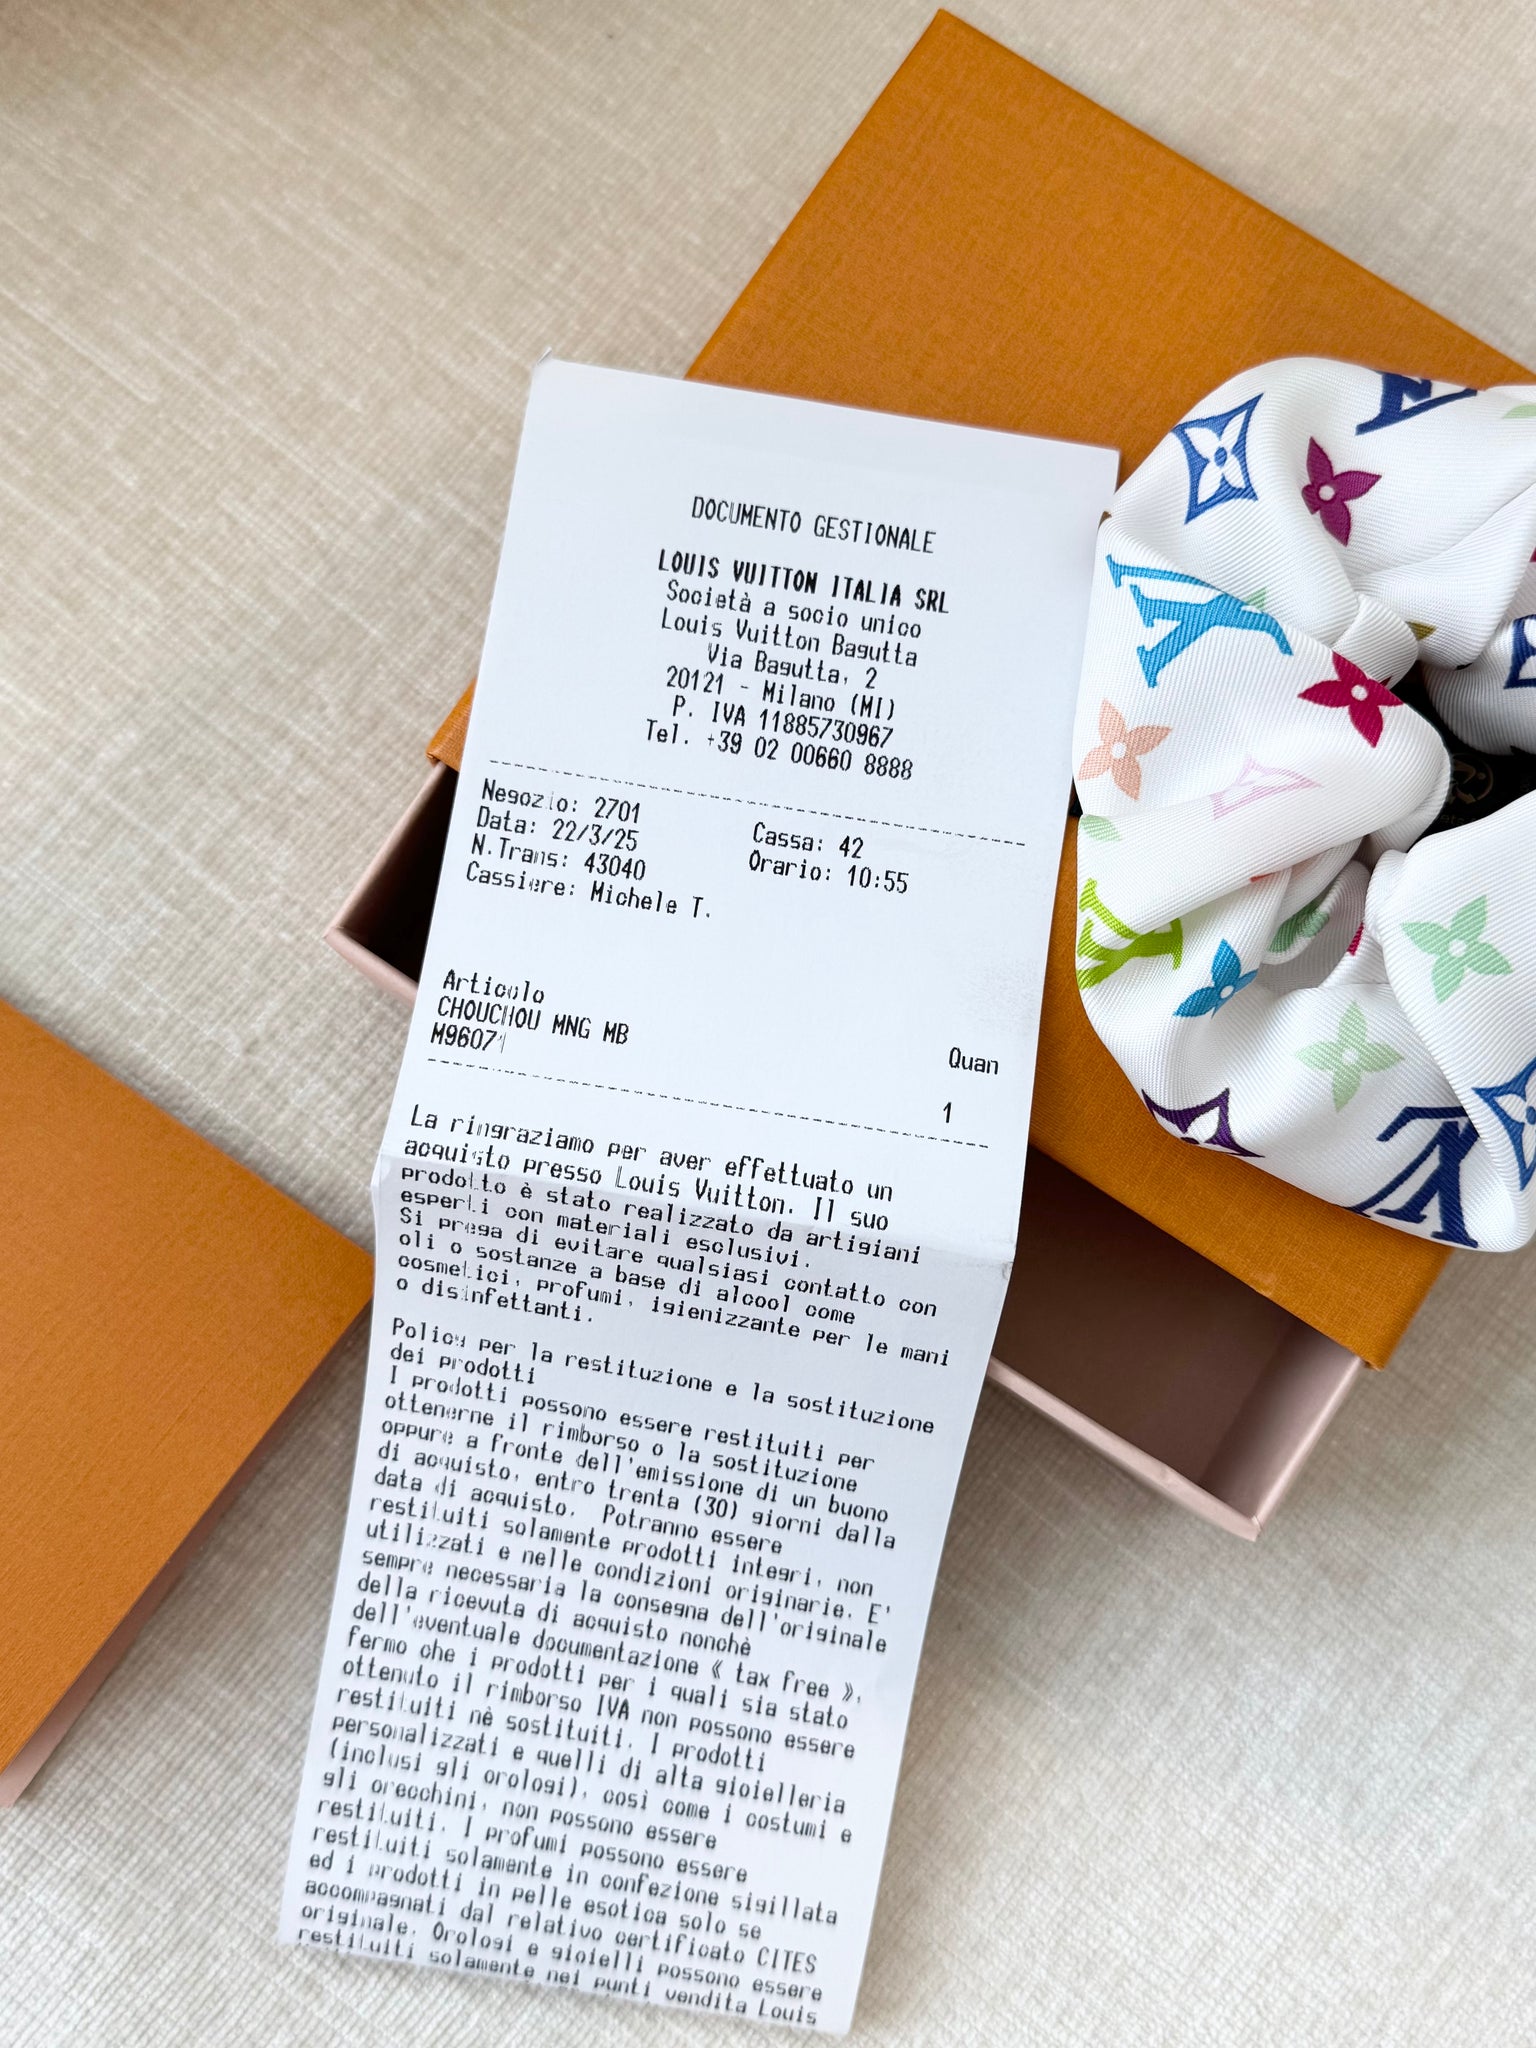 DOCUMENTO GESTIONALE
LOUIS VUITTON ITALIA SRL
Società a socio unico
Louis Vuitton Bagutta
Via Bagutta, 2
20121 - Milano (MI)
P. IVA 11885730967
Tel. +39 02 00660 8888
Negozio: 2701
Data: 22/3/25 Cassa: 42
N.Trans: 43040 Orario: 10:55
Cassiere: Michele T.
Articolo Quan
CHOUCHOU MNG MB
M96071 1
La ringraziamo per aver effettuato un
acquisto presso Louis Vuitton. Il suo
prodotto è stato realizzato da artigiani
esperti con materiali esclusivi.
Si prega di evitare qualsiasi contatto con
oli o sostanze a base di alcool come
cosmetici, profumi, igienizzante per le mani
o disinfettanti.
Policy per la restituzione e la sostituzione
dei prodotti
I prodotti possono essere restituiti per
ottenerne il rimborso o la sostituzione
oppure a fronte dell'emissione di un buono
di acquisto, entro trenta (30) giorni dalla
data di acquisto. Potranno essere
restituiti solamente prodotti integri, non
utilizzati e nelle condizioni originarie. E'
sempre necessaria la consegna dell'originale
della ricevuta di acquisto nonchè
dell'eventuale documentazione « tax free »,
fermo che i prodotti per i quali sia stato
ottenuto il rimborso IVA non possono essere
restituiti nè sostituiti. I prodotti
personalizzati e quelli di alta gioielleria
(inclusi gli orologi), così come i costumi e
gli orecchini, non possono essere
restituiti. I profumi possono essere
restituiti solamente in confezione sigillata
ed i prodotti in pelle esotica solo se
accompagnati dal relativo certificato CITES
originale. Orologi e gioielli possono essere
restituiti solamente nei punti vendita Louis